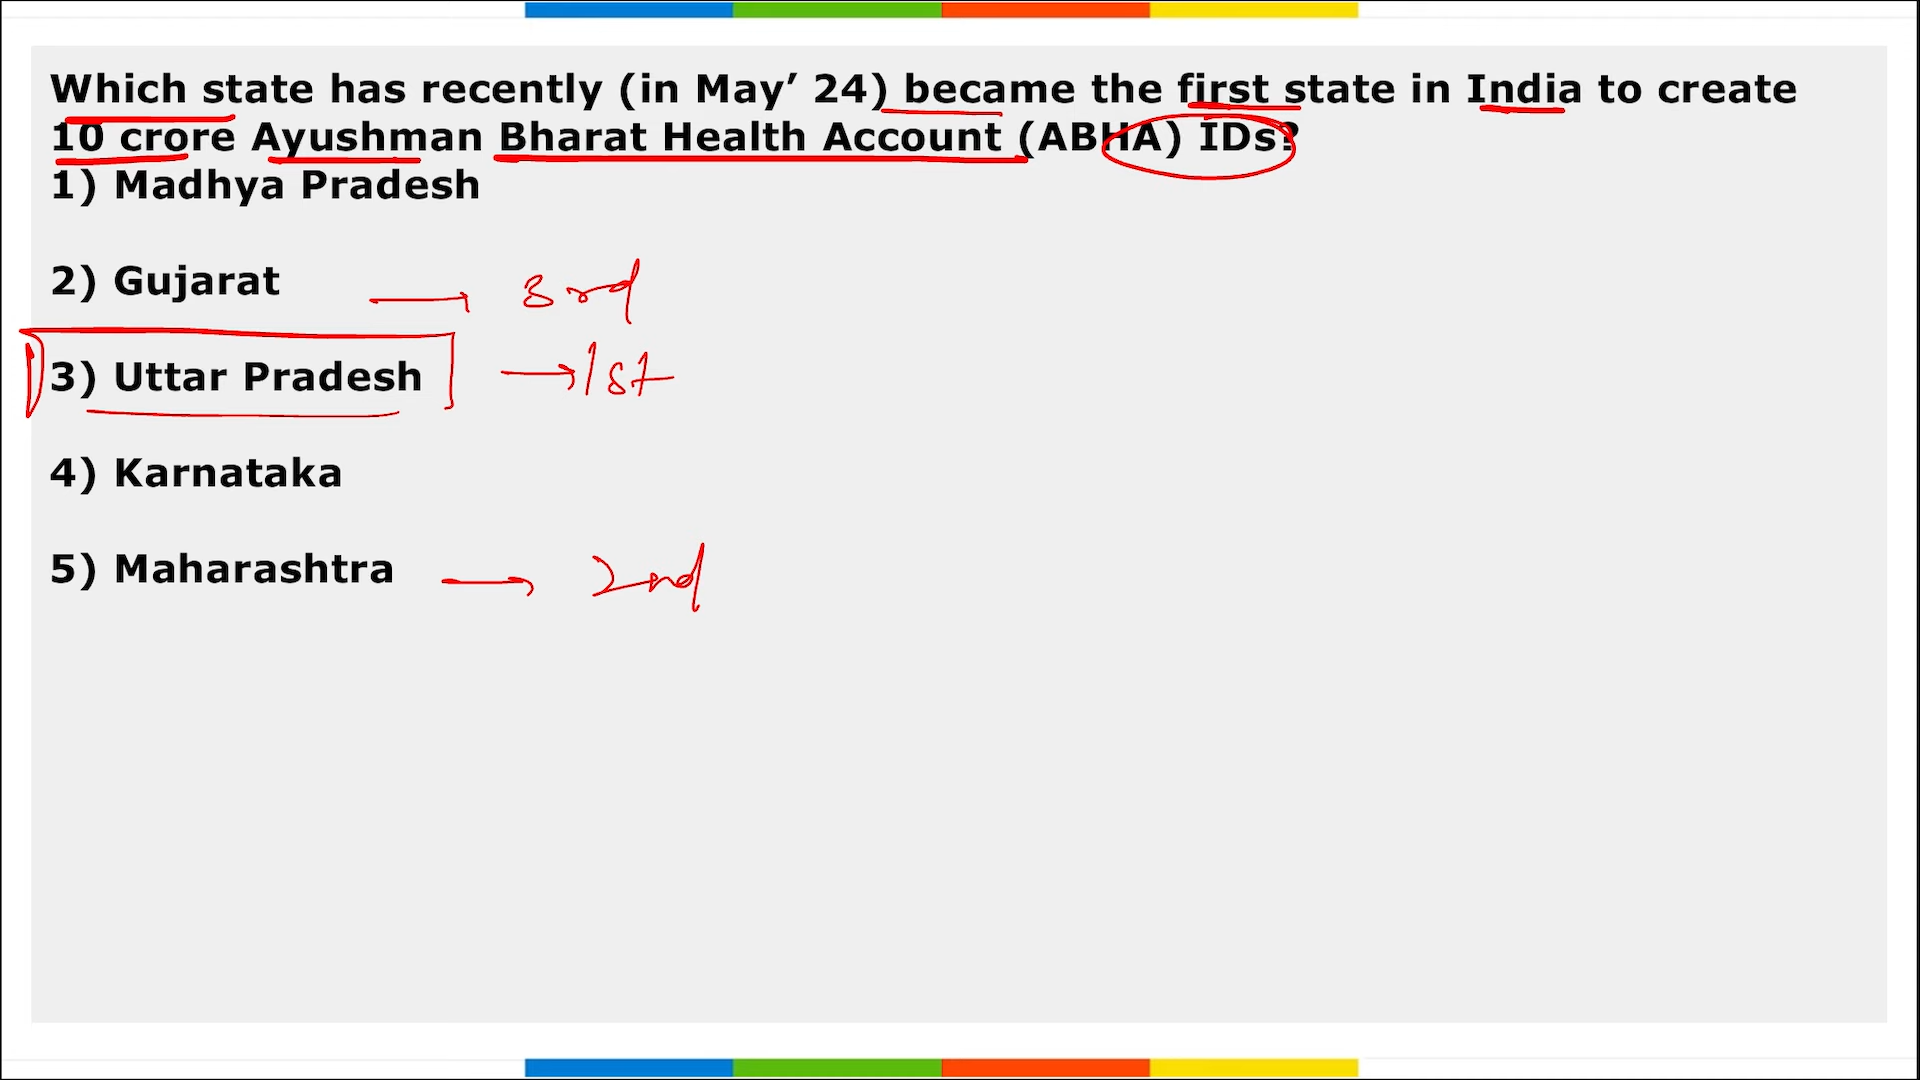 Which state has recently (in May’ 24) became the first state in India to create
10 crore Ayushman Bharat Health Account (ABHA) IDs?
1) Madhya Pradesh
2) Gujarat → 3rd
3) Uttar Pradesh → 1st
4) Karnataka
5) Maharashtra → 2nd